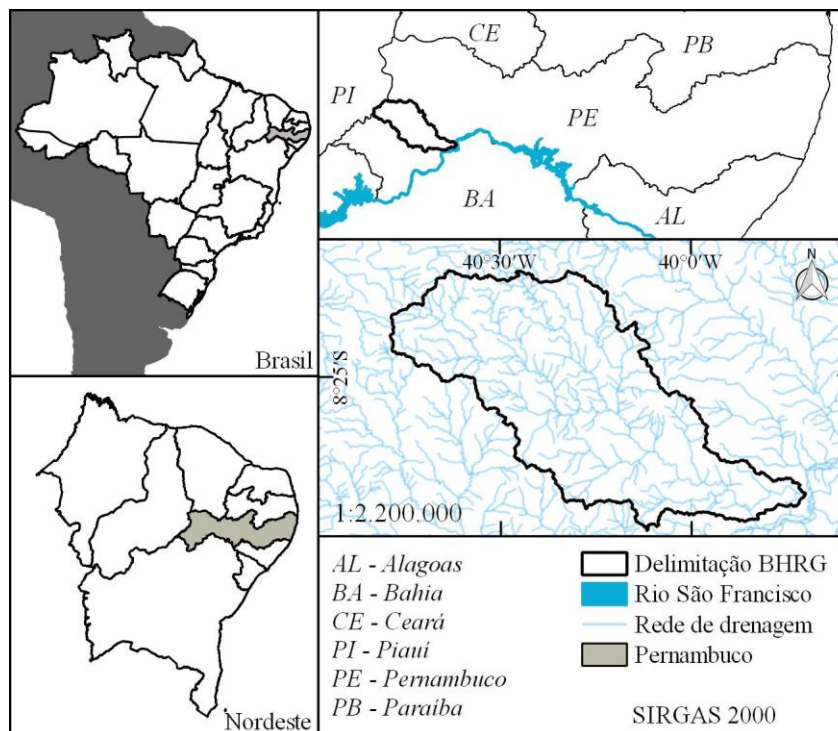 Brasil
CE
PB
PI
PE
BA
AL
40°30'W
40°0'W
N
8°25'S
1:2.200.000
Nordeste
AL - Alagoas
BA - Bahia
CE - Ceará
PI - Piauí
PE - Pernambuco
PB - Paraíba
Delimitação BHRG
Rio São Francisco
Rede de drenagem
Pernambuco
SIRGAS 2000